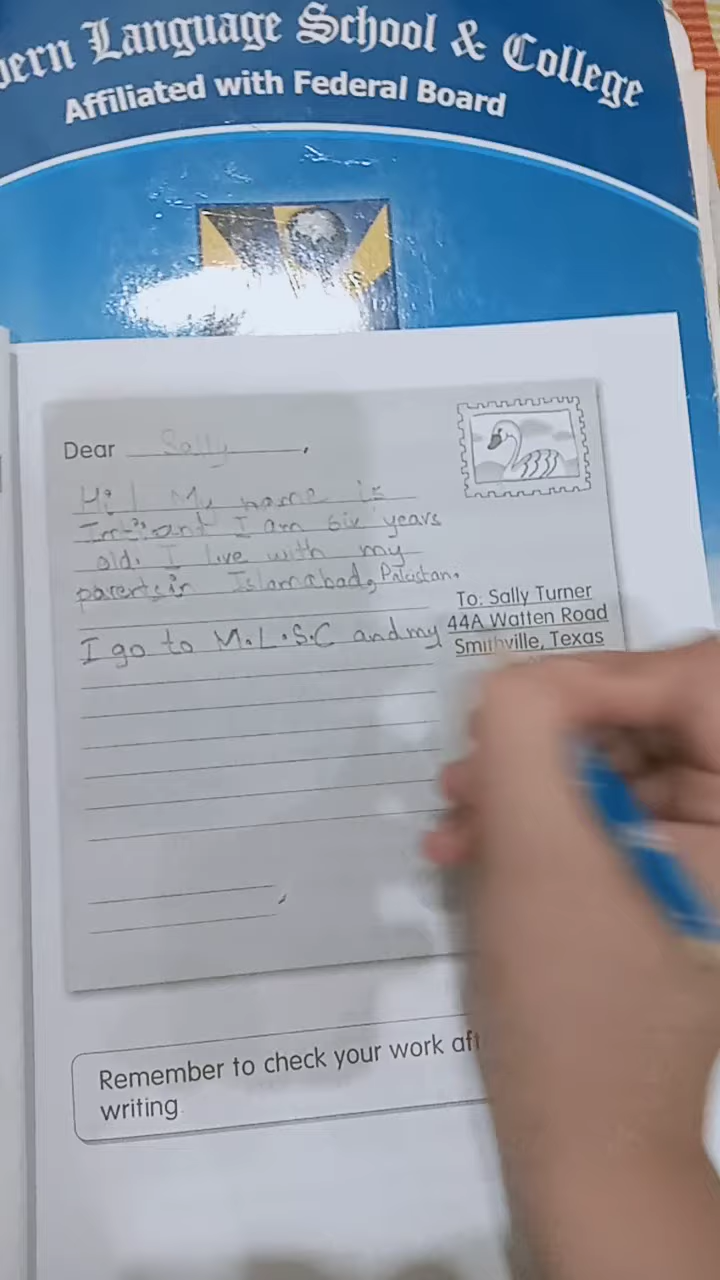 ern Language School & College
Affiliated with Federal Board
Dear Sally,
Hi! My name is
and I am six years
old. I live with my
parents in Islamabad, Pakistan.
I go to M.L.S.C and my
To: Sally Turner
44A Watten Road
Smithville, Texas
Remember to check your work aft
writing